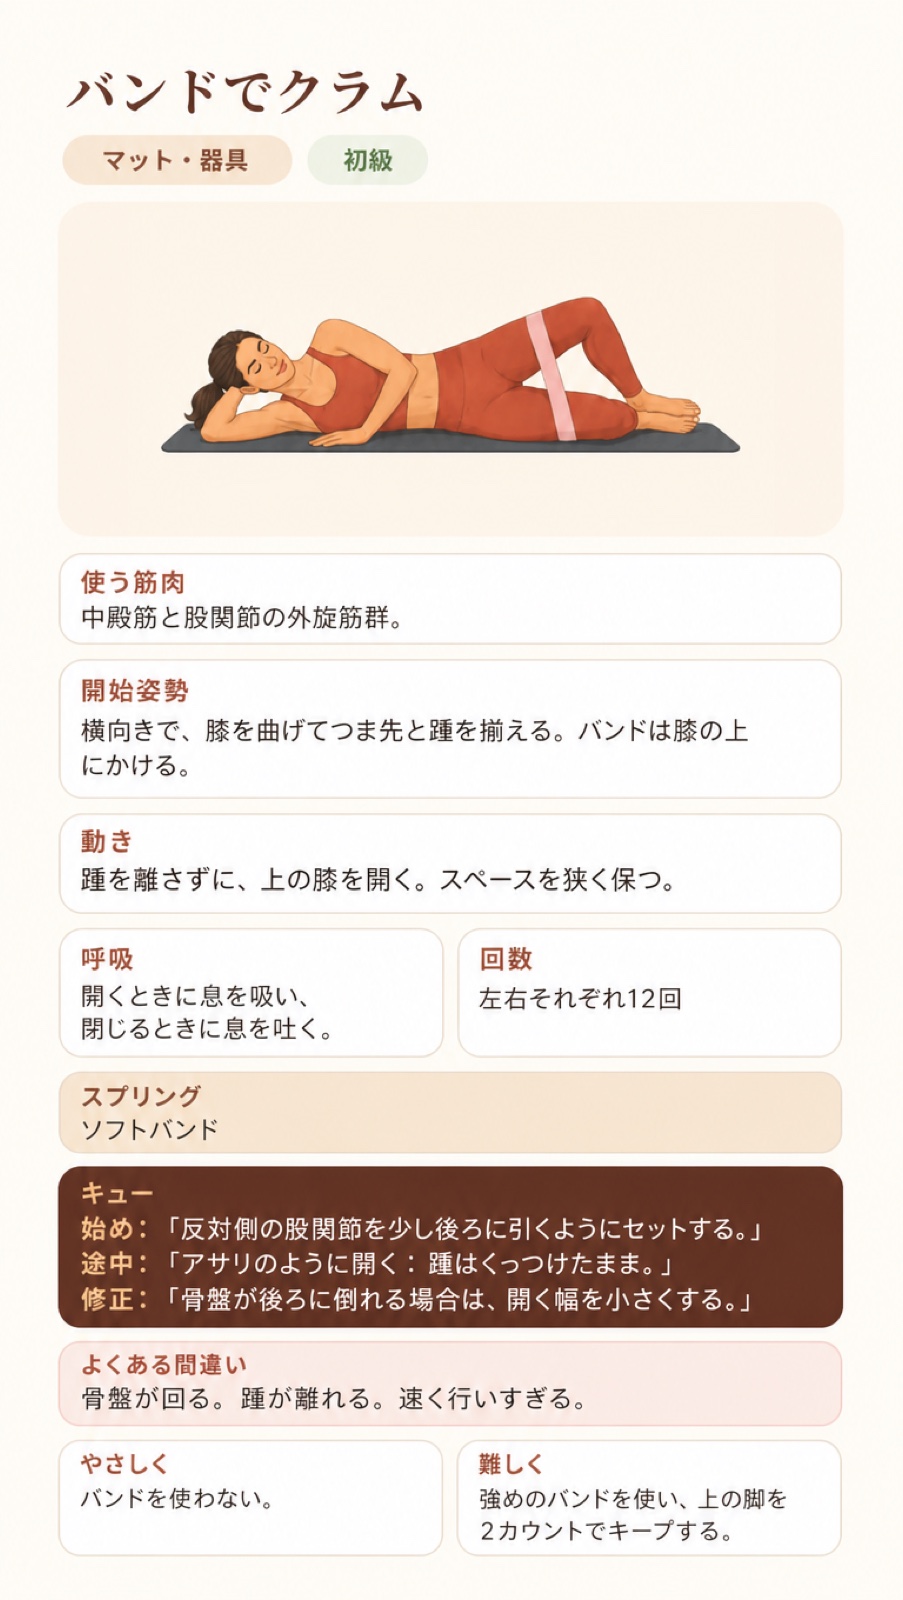 バンドでクラム
マット・器具
初級
使う筋肉
中殿筋と股関節の外旋筋群。
開始姿勢
横向きで、膝を曲げてつま先と踵を揃える。バンドは膝の上
にかける。
動き
踵を離さずに、上の膝を開く。スペースを狭く保つ。
呼吸
開くときに息を吸い、
閉じるときに息を吐く。
回数
左右それぞれ12回
スプリング
ソフトバンド
キュー
始め：「反対側の股関節を少し後ろに引くようにセットする。」
途中：「アサリのように開く：踵はくっつけたまま。」
修正：「骨盤が後ろに倒れる場合は、開く幅を小さくする。」
よくある間違い
骨盤が回る。踵が離れる。速く行いすぎる。
やさしく
バンドを使わない。
難しく
強めのバンドを使い、上の脚を
2カウントでキープする。